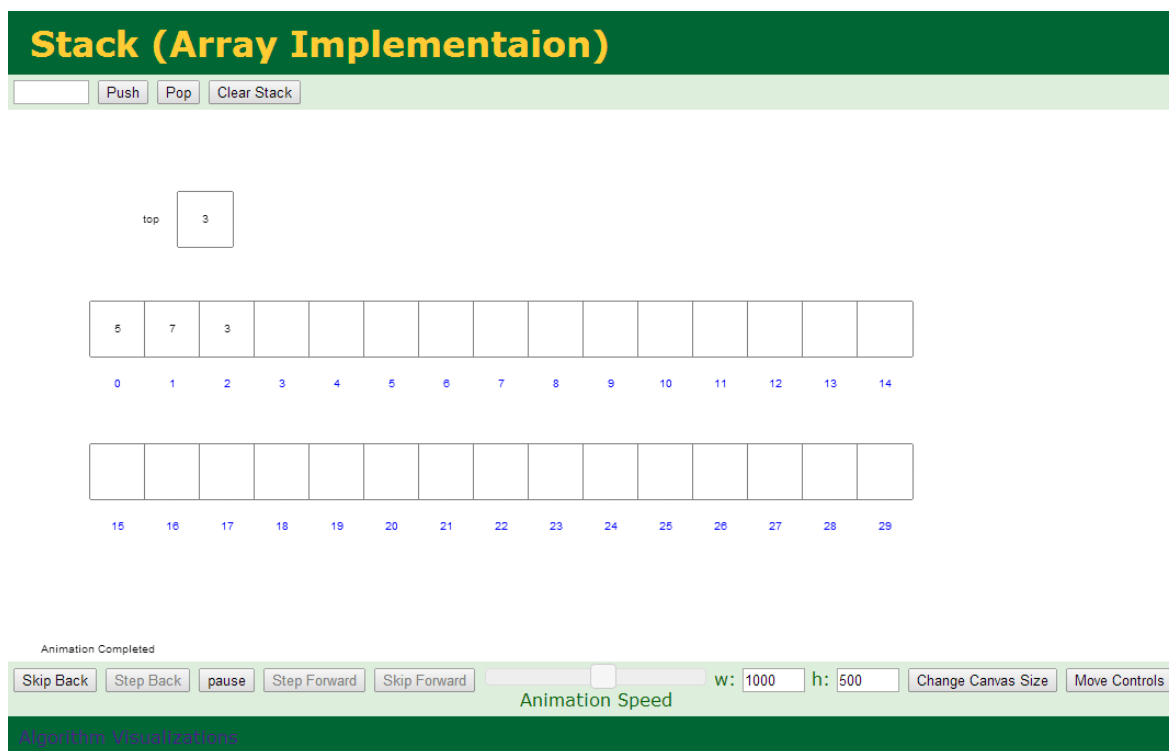 Stack (Array Implementaion)
Push Pop Clear Stack
top 3
5 7 3
0 1 2 3 4 5 6 7 8 9 10 11 12 13 14
15 16 17 18 19 20 21 22 23 24 25 26 27 28 29
Animation Completed
Skip Back Step Back pause Step Forward Skip Forward w: 1000 h: 500 Change Canvas Size Move Controls
Animation Speed
Algorithm Visualizations